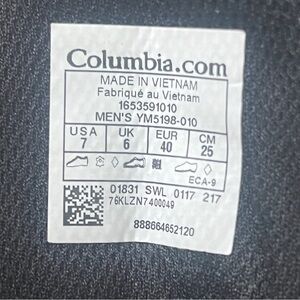 Columbia.com
MADE IN VIETNAM
Fabriqué au Vietnam
1653591010
MEN'S YM5198-010
USA UK EUR CM
7 6 40 25
ECA-9
01831 SWL 0117 217
76KLZN7400049
888664652120